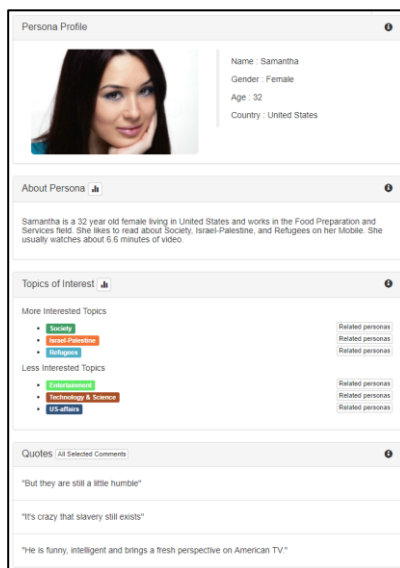 Persona Profile
Name : Samantha
Gender : Female
Age : 32
Country : United States
About Persona
Samantha is a 32 year old female living in United States and works in the Food Preparation and
Services field. She likes to read about Society, Israel-Palestine, and Refugees on her Mobile. She
usually watches about 6.6 minutes of video.
Topics of Interest
More Interested Topics
Society Related personas
Israel-Palestine Related personas
Refugees Related personas
Less Interested Topics
Entertainment Related personas
Technology & Science Related personas
US-affairs Related personas
Quotes All Selected Comments
"But they are still a little humble"
"It's crazy that slavery still exists"
"He is funny, intelligent and brings a fresh perspective on American TV."